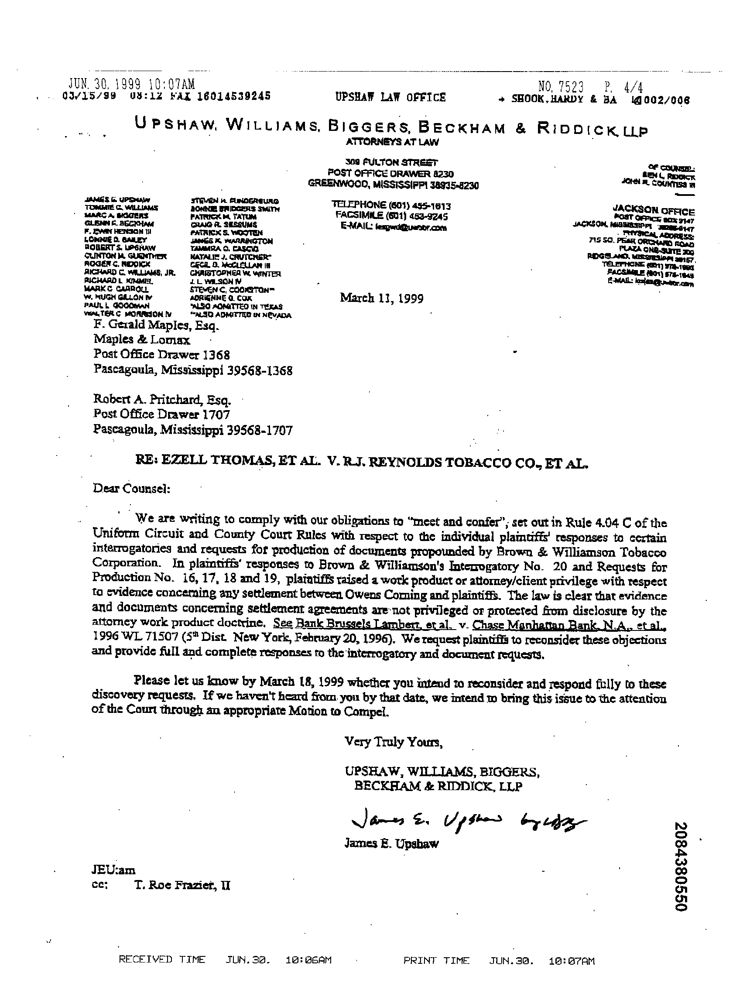 JUN. 30. 1999 10:07AM NO. 7523 P. 4/4
03/15/99 08:12 FAX 16014539245 UPSHAW LAW OFFICE → SHOOK,HARDY & BA 002/006
UPSHAW, WILLIAMS, BIGGERS, BECKHAM & RIDDICK, LLP
ATTORNEYS AT LAW
309 FULTON STREET
POST OFFICE DRAWER 8230
GREENWOOD, MISSISSIPPI 38935-8230
TELEPHONE (601) 455-1613
FACSIMILE (601) 453-9245
E-MAIL:
OF COUNSEL:
BEN L. RIDDICK
JOHN R. COUNTISS III
JACKSON OFFICE
POST OFFICE BOX 9147
JACKSON, MISSISSIPPI 39286-9147
PHYSICAL ADDRESS:
715 SO. PEAR ORCHARD ROAD
PLAZA ONE-SUITE 200
RIDGELAND, MISSISSIPPI 39157
TELEPHONE (601) 978-1996
FACSIMILE (601) 978-1949
E-MAIL:
JAMES E. UPSHAW
TOMMIE G. WILLIAMS
MARC A. BIGGERS
GLENN F. BECKHAM
F. EWIN HENSON III
LONNIE D. BAILEY
ROBERT S. UPSHAW
CLINTON M. GUENTHER
ROGER C. RIDDICK
RICHARD C. WILLIAMS, JR.
RICHARD L. KIMMEL
MARK C. CARROLL
W. HUGH GILLON IV
PAUL L. GOODMAN
WALTER C. MORRISON IV
STEVEN H. FUNDERBURG
BONNIE BRIDGERS SMITH
PATRICK M. TATUM
CRAIG R. SESSUMS
PATRICK S. WOOTEN
JAMES K. WARRINGTON
TAMMRA O. CASCIO
NATALIE J. CRUTCHER*
CECIL D. McCLELLAN III
CHRISTOPHER W. WINTER
J. L. WILSON IV
STEVEN C. COOKSTON**
ADRIENNE G. COX
*ALSO ADMITTED IN TEXAS
**ALSO ADMITTED IN NEVADA
March 11, 1999
F. Gerald Maples, Esq.
Maples & Lomax
Post Office Drawer 1368
Pascagoula, Mississippi 39568-1368
Robert A. Pritchard, Esq.
Post Office Drawer 1707
Pascagoula, Mississippi 39568-1707
RE: EZELL THOMAS, ET AL. V. R.J. REYNOLDS TOBACCO CO., ET AL.
Dear Counsel:
We are writing to comply with our obligations to "meet and confer", set out in Rule 4.04 C of the
Uniform Circuit and County Court Rules with respect to the individual plaintiffs' responses to certain
interrogatories and requests for production of documents propounded by Brown & Williamson Tobacco
Corporation. In plaintiffs' responses to Brown & Williamson's Interrogatory No. 20 and Requests for
Production No. 16, 17, 18 and 19, plaintiffs raised a work product or attorney/client privilege with respect
to evidence concerning any settlement between Owens Corning and plaintiffs. The law is clear that evidence
and documents concerning settlement agreements are not privileged or protected from disclosure by the
attorney work product doctrine. See Bank Brussels Lambert, et al. v. Chase Manhattan Bank, N.A., et al.,
1996 WL 71507 (5th Dist. New York, February 20, 1996). We request plaintiffs to reconsider these objections
and provide full and complete responses to the interrogatory and document requests.
Please let us know by March 18, 1999 whether you intend to reconsider and respond fully to these
discovery requests. If we haven't heard from you by that date, we intend to bring this issue to the attention
of the Court through an appropriate Motion to Compel.
Very Truly Yours,
UPSHAW, WILLIAMS, BIGGERS,
BECKHAM & RIDDICK, LLP
James E. Upshaw by
James E. Upshaw
JEU:am
cc: T. Roe Frazier, II
2084380550
RECEIVED TIME JUN.30. 10:06AM PRINT TIME JUN.30. 10:07AM